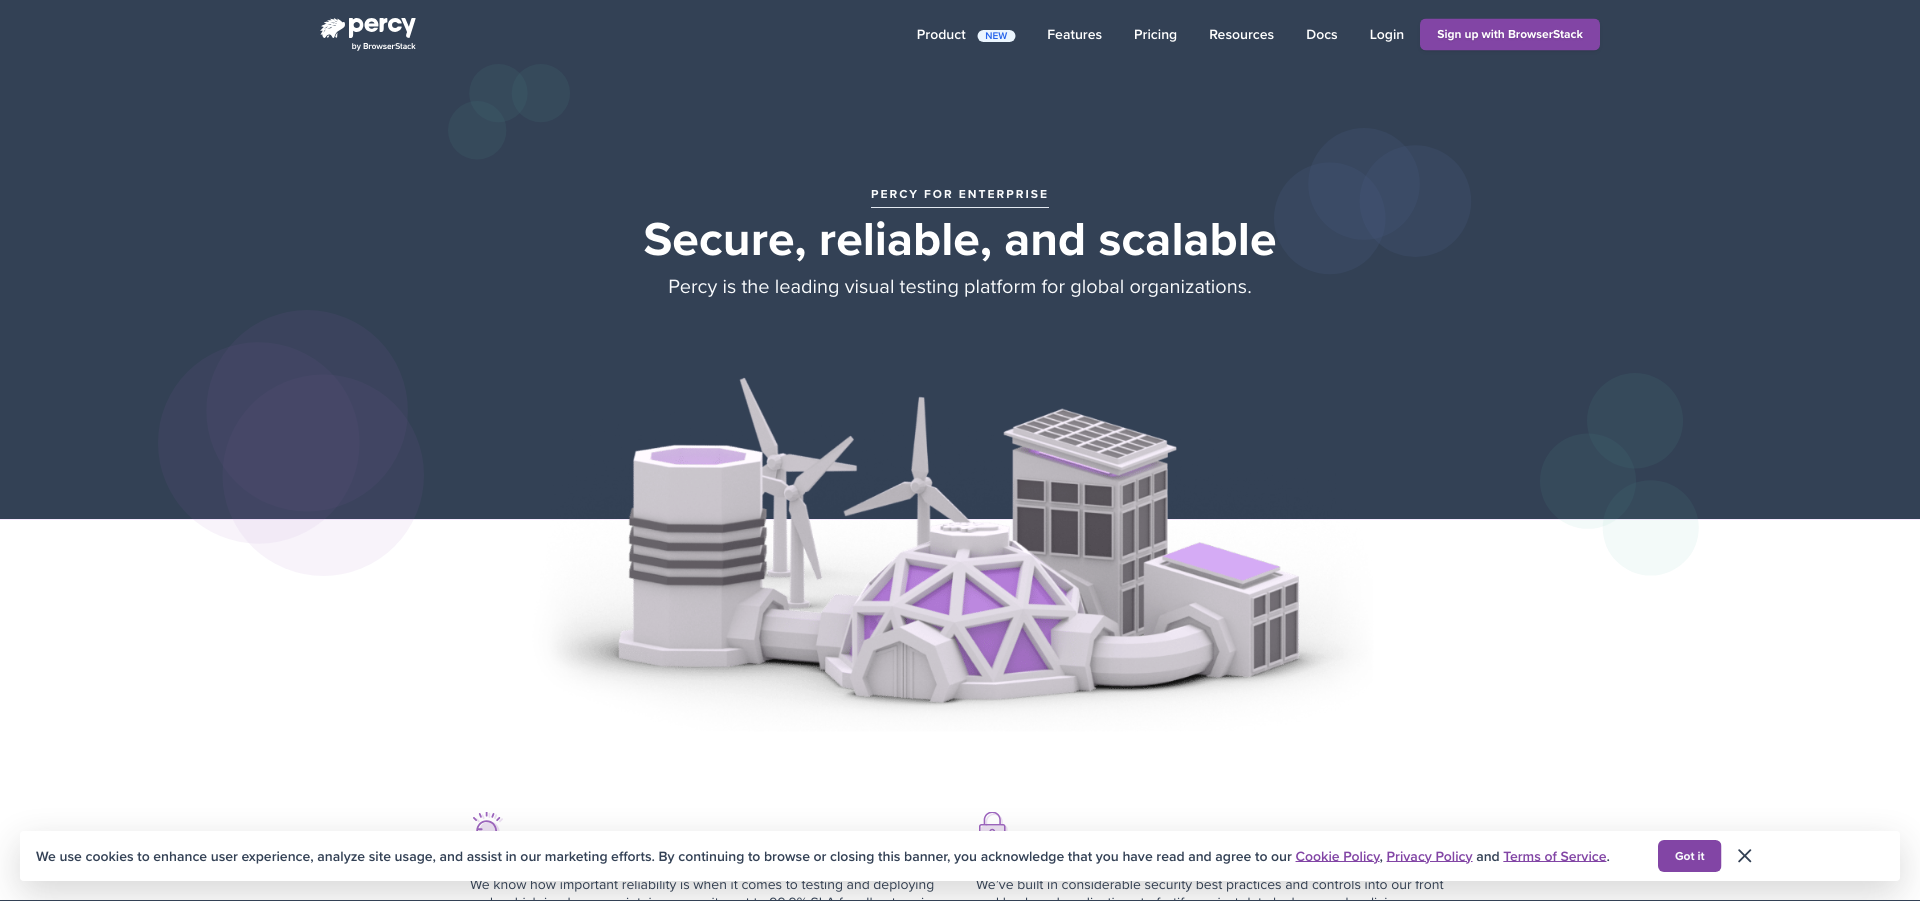 percy
by BrowserStack
Product NEW Features Pricing Resources Docs Login Sign up with BrowserStack
PERCY FOR ENTERPRISE
Secure, reliable, and scalable
Percy is the leading visual testing platform for global organizations.
We use cookies to enhance user experience, analyze site usage, and assist in our marketing efforts. By continuing to browse or closing this banner, you acknowledge that you have read and agree to our Cookie Policy, Privacy Policy and Terms of Service. Got it
We know how important reliability is when it comes to testing and deploying
We've built in considerable security best practices and controls into our front